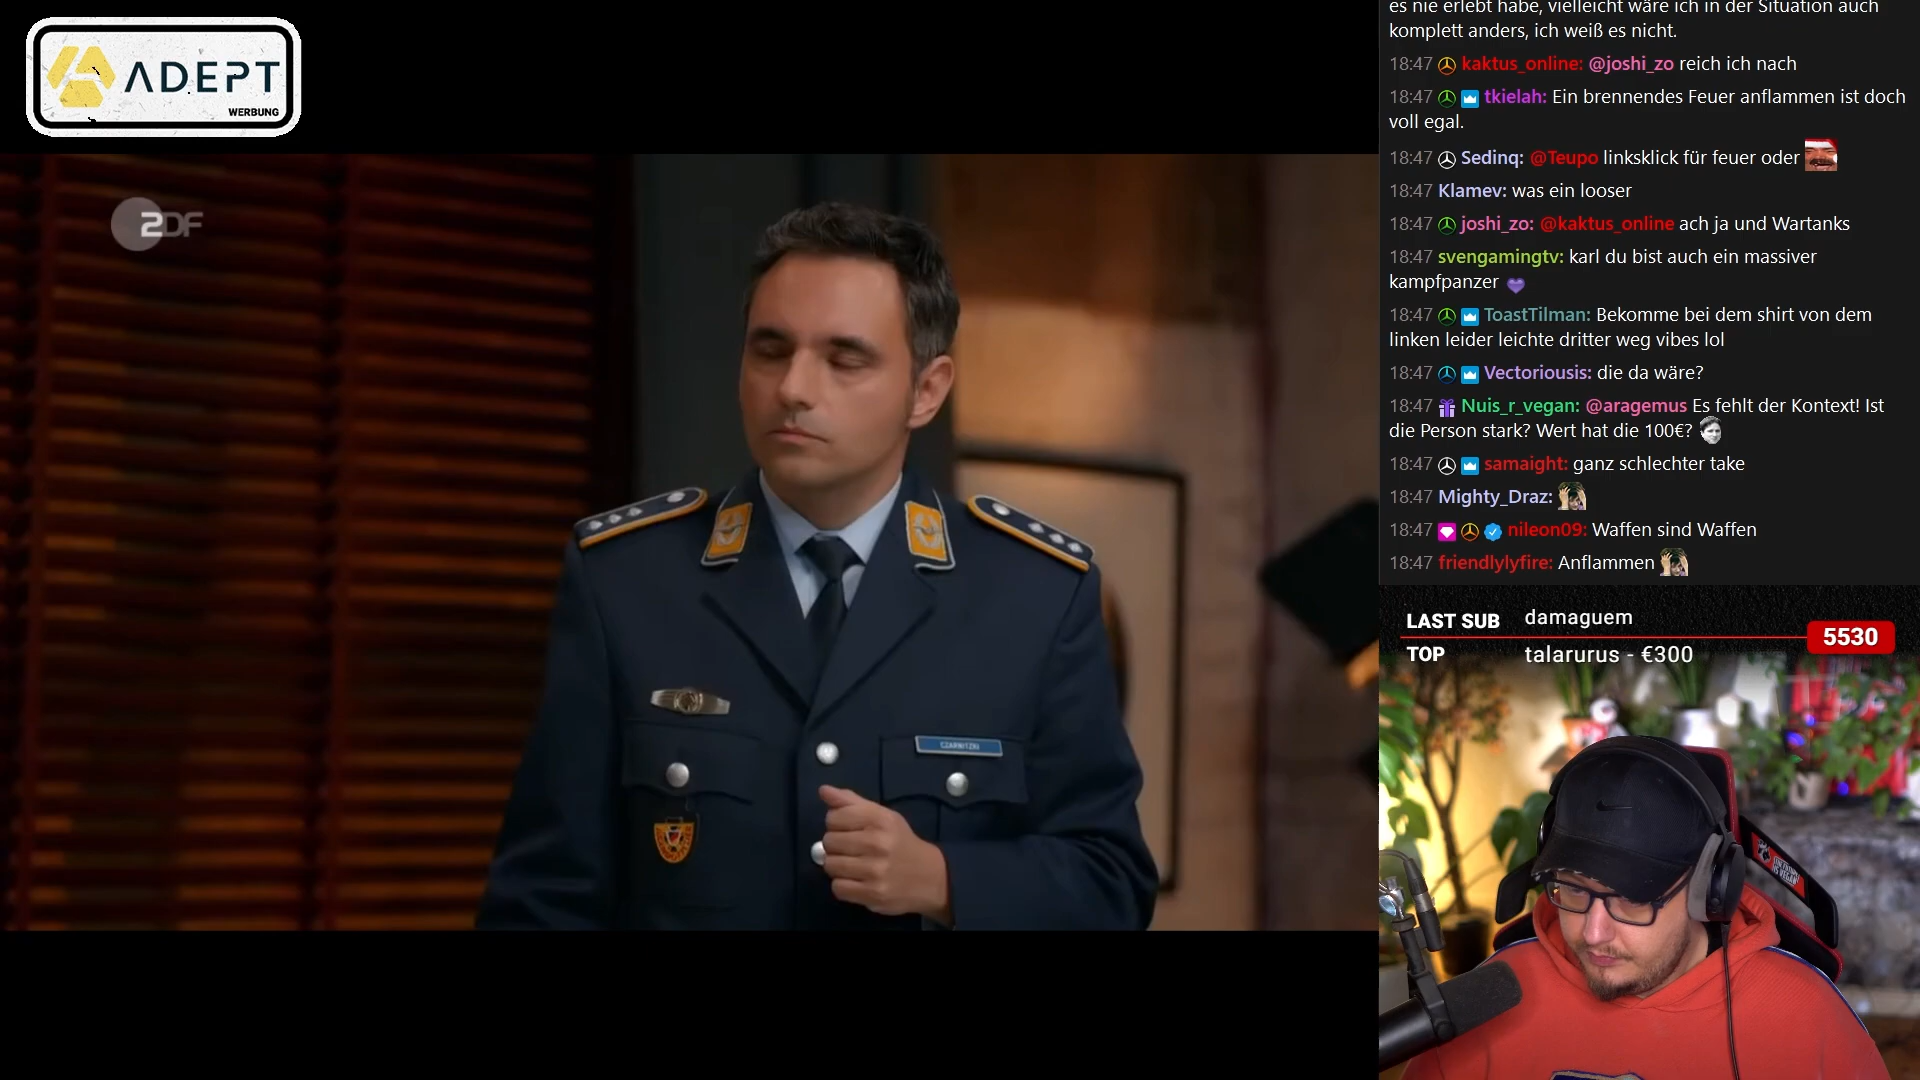 ADEPT
WERBUNG
ZDF
CZARNITZKI
es nie erlebt habe, vielleicht wäre ich in der Situation auch
komplett anders, ich weiß es nicht.
18:47 kaktus_online: @joshi_zo reich ich nach
18:47 tkielah: Ein brennendes Feuer anflammen ist doch
voll egal.
18:47 Sedinq: @Teupo linksklick für feuer oder
18:47 Klamev: was ein looser
18:47 joshi_zo: @kaktus_online ach ja und Wartanks
18:47 svengamingtv: karl du bist auch ein massiver
kampfpanzer
18:47 ToastTilman: Bekomme bei dem shirt von dem
linken leider leichte dritter weg vibes lol
18:47 Vectoriousis: die da wäre?
18:47 Nuis_r_vegan: @aragemus Es fehlt der Kontext! Ist
die Person stark? Wert hat die 100€?
18:47 samaight: ganz schlechter take
18:47 Mighty_Draz:
18:47 nileon09: Waffen sind Waffen
18:47 friendlylyfire: Anflammen
LAST SUB damaguem
5530
TOP talarurus - €300